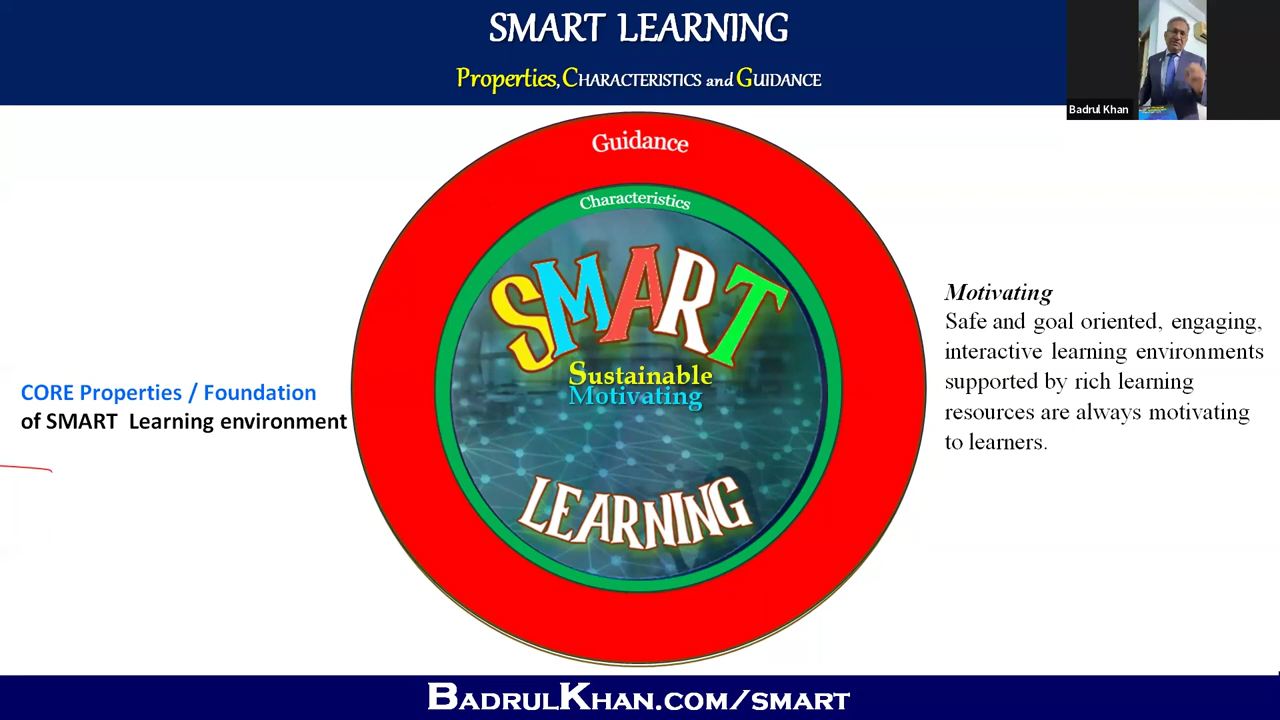 SMART LEARNING
Properties, CHARACTERISTICS and GUIDANCE
Badrul Khan
Guidance
Characteristics
SMART
Sustainable
Motivating
LEARNING
CORE Properties / Foundation
of SMART Learning environment
Motivating
Safe and goal oriented, engaging,
interactive learning environments
supported by rich learning
resources are always motivating
to learners.
BADRULKHAN.COM/SMART